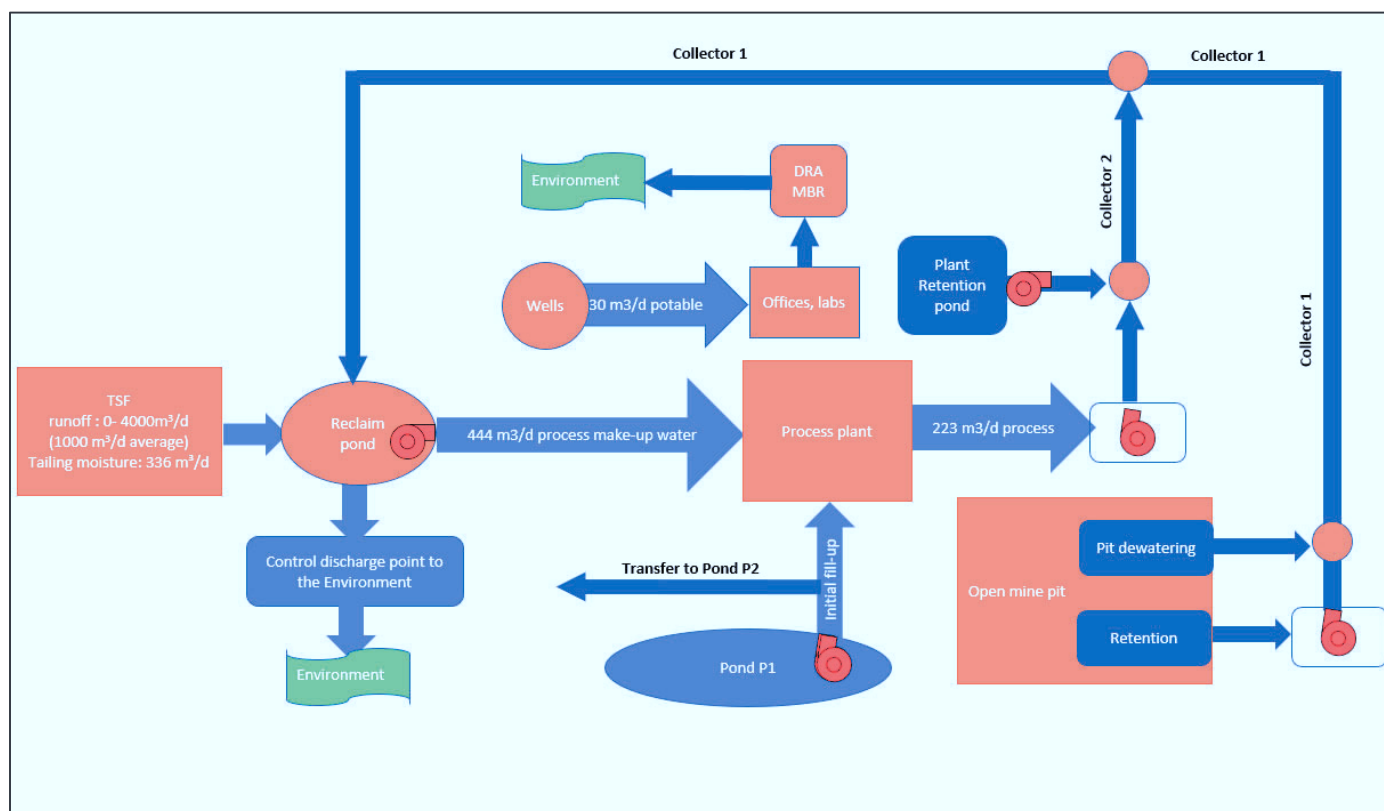 Collector 1
Collector 1
Environment
DRA
MBR
Collector 2
Wells
30 m3/d potable
Offices, labs
Plant
Retention
pond
Collector 1
TSF
runoff : 0- 4000m³/d
(1000 m³/d average)
Tailing moisture: 336 m³/d
Reclaim
pond
444 m3/d process make-up water
Process plant
223 m3/d process
Control discharge point to
the Environment
Environment
Transfer to Pond P2
Initial fill-up
Pond P1
Open mine pit
Pit dewatering
Retention